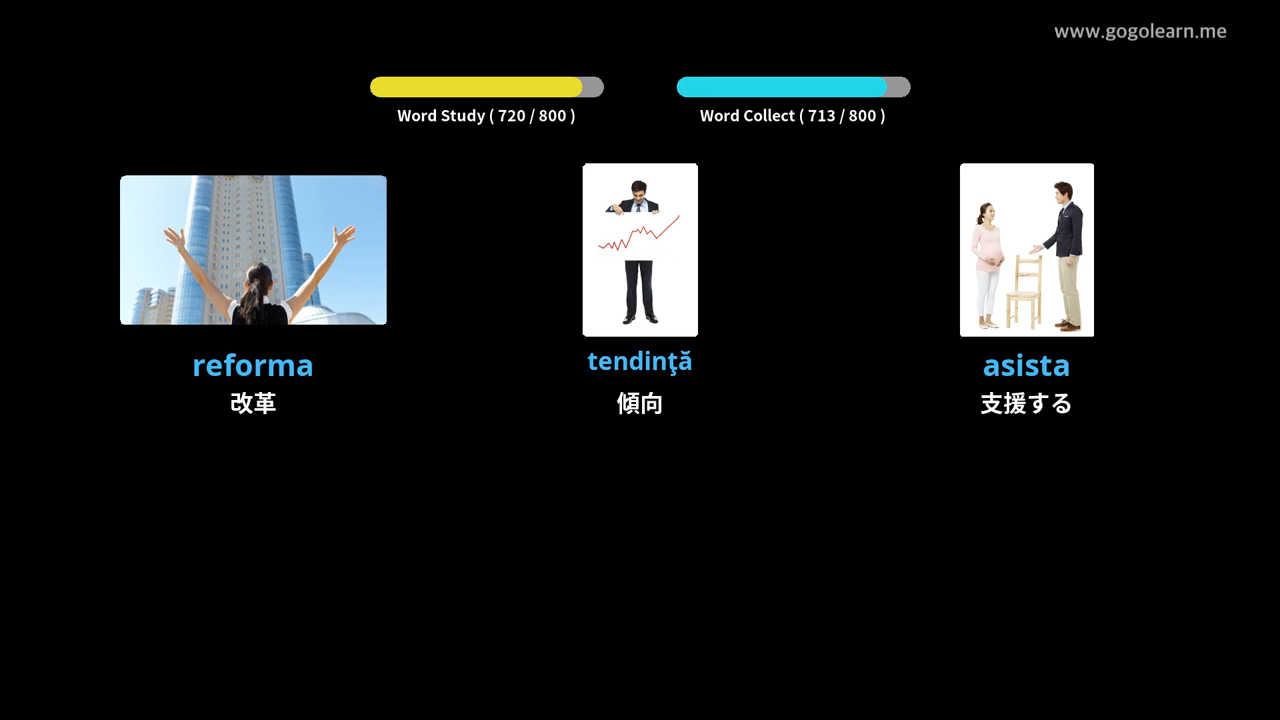 www.gogolearn.me
Word Study ( 720 / 800 )
Word Collect ( 713 / 800 )
reforma
改革
tendinţă
傾向
asista
支援する